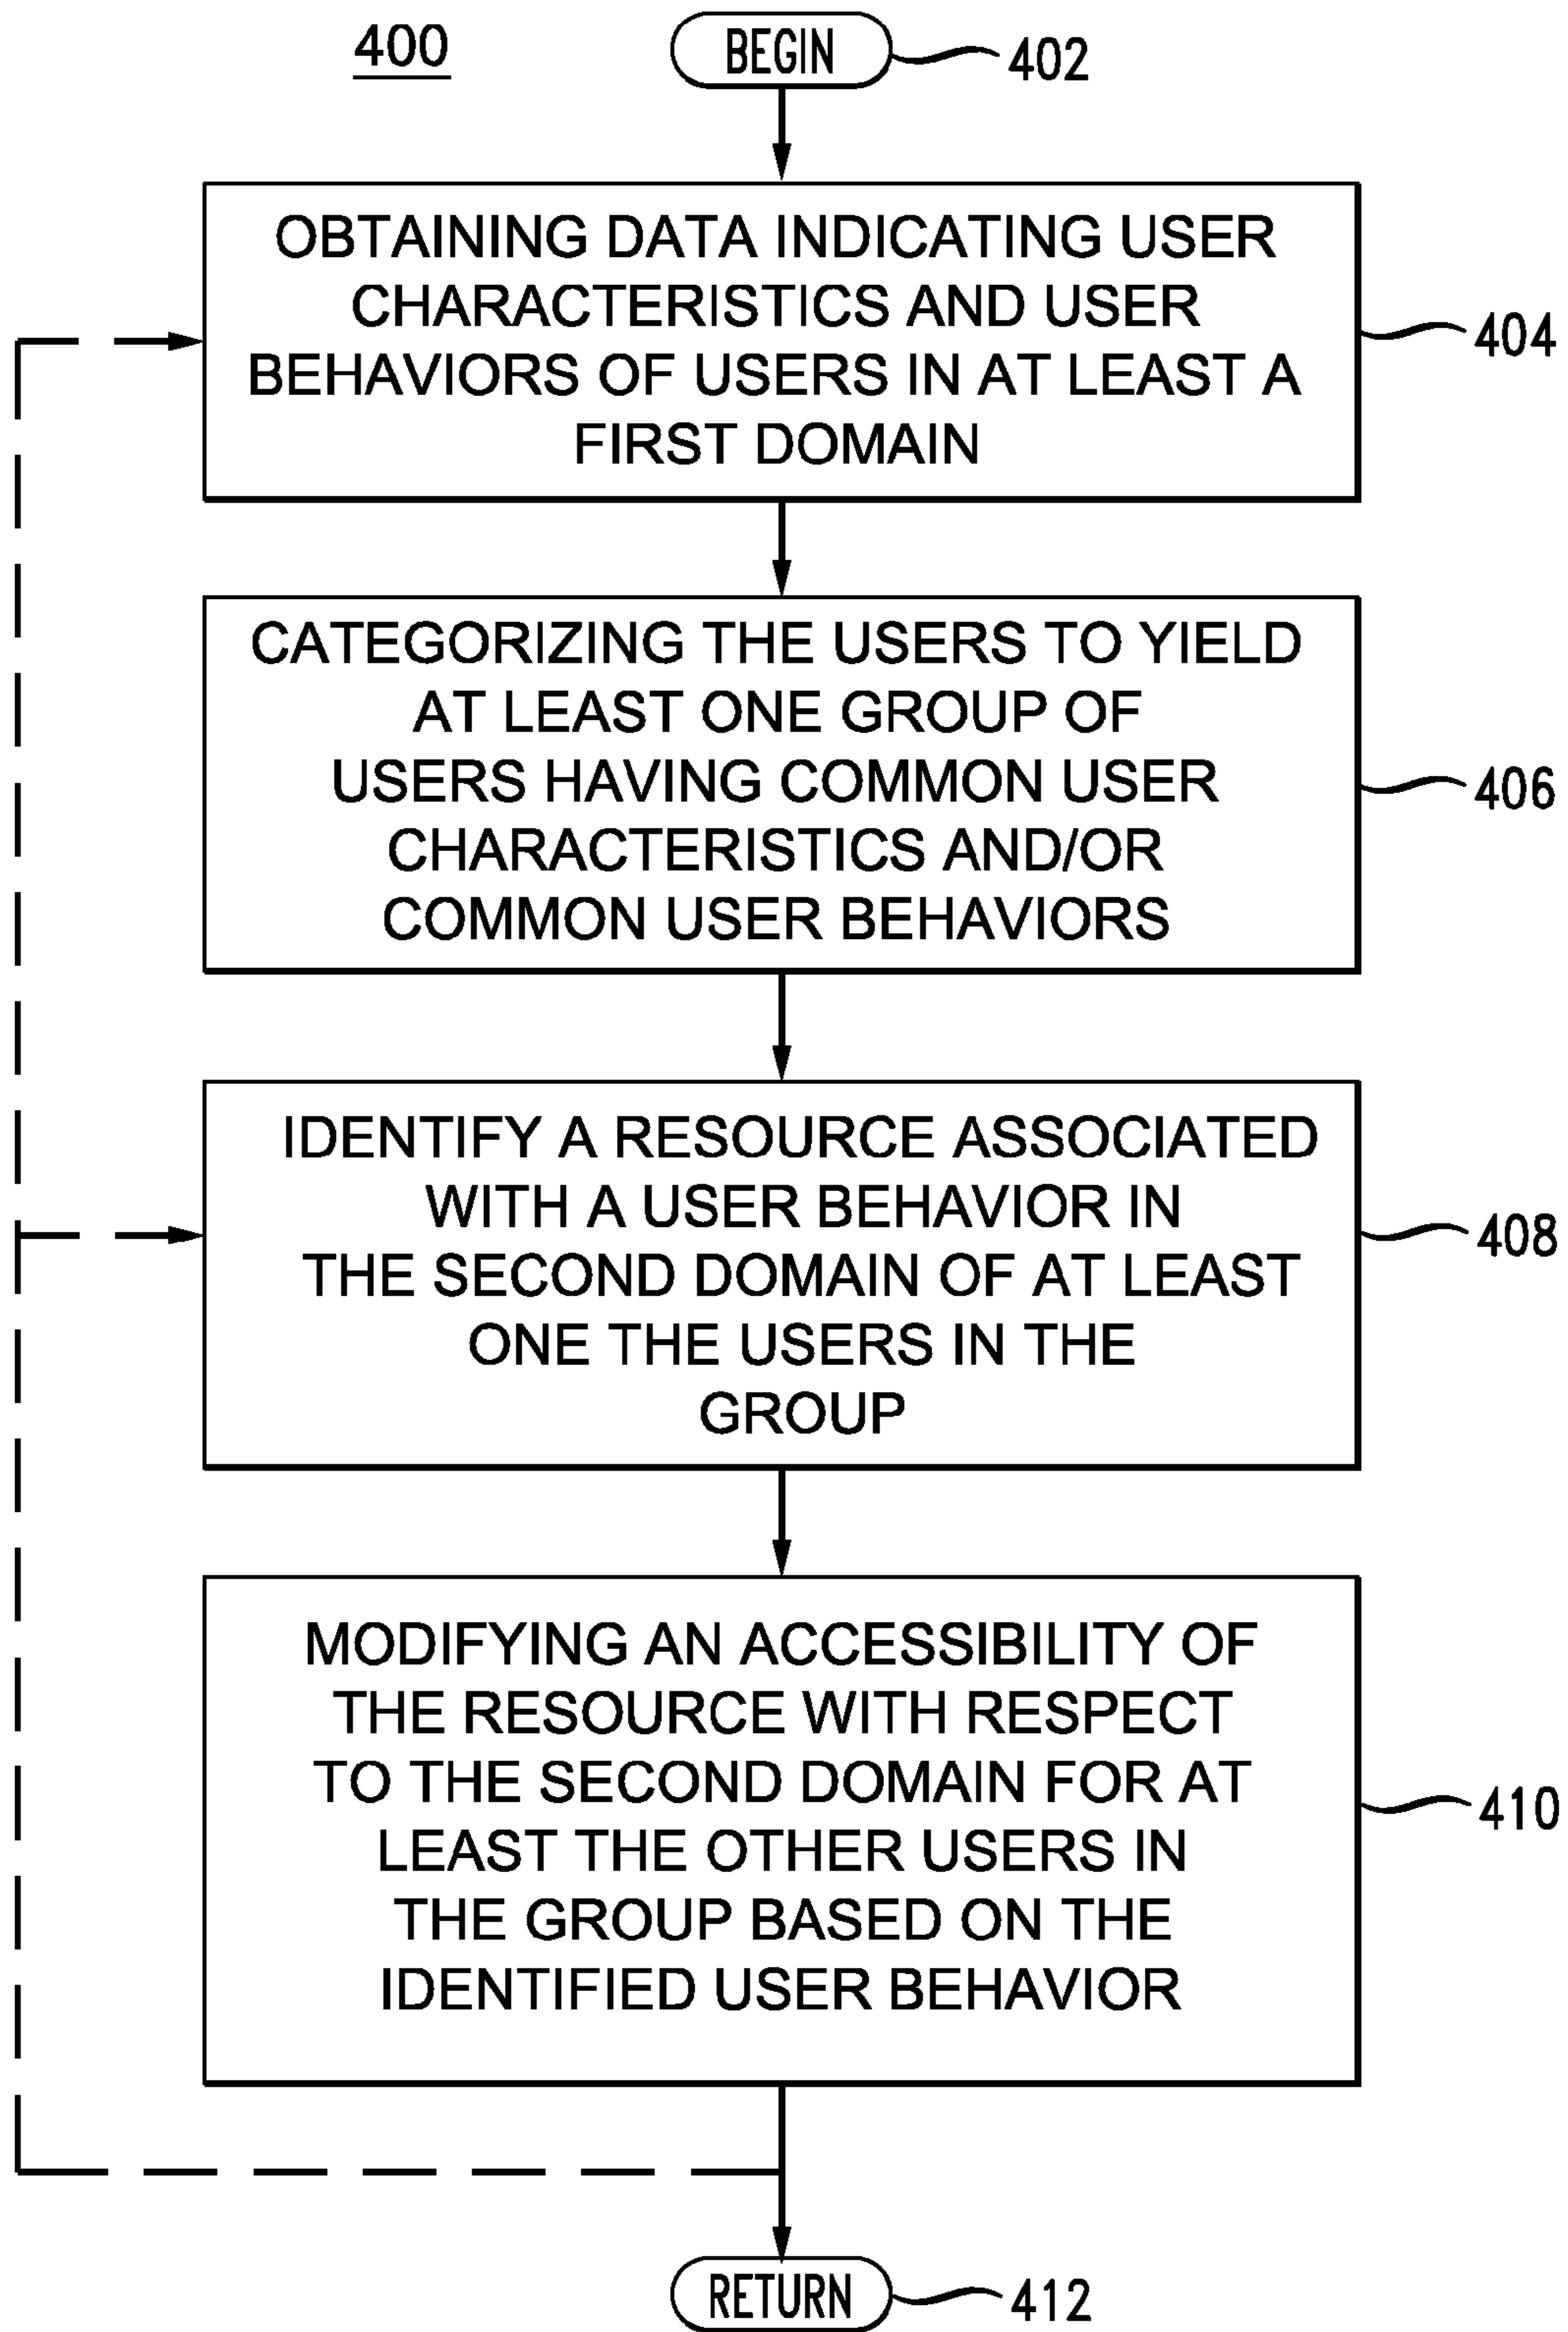 400
BEGIN
402
OBTAINING DATA INDICATING USER
CHARACTERISTICS AND USER
BEHAVIORS OF USERS IN AT LEAST A
FIRST DOMAIN
404
CATEGORIZING THE USERS TO YIELD
AT LEAST ONE GROUP OF
USERS HAVING COMMON USER
CHARACTERISTICS AND/OR
COMMON USER BEHAVIORS
406
IDENTIFY A RESOURCE ASSOCIATED
WITH A USER BEHAVIOR IN
THE SECOND DOMAIN OF AT LEAST
ONE THE USERS IN THE
GROUP
408
MODIFYING AN ACCESSIBILITY OF
THE RESOURCE WITH RESPECT
TO THE SECOND DOMAIN FOR AT
LEAST THE OTHER USERS IN
THE GROUP BASED ON THE
IDENTIFIED USER BEHAVIOR
410
RETURN
412